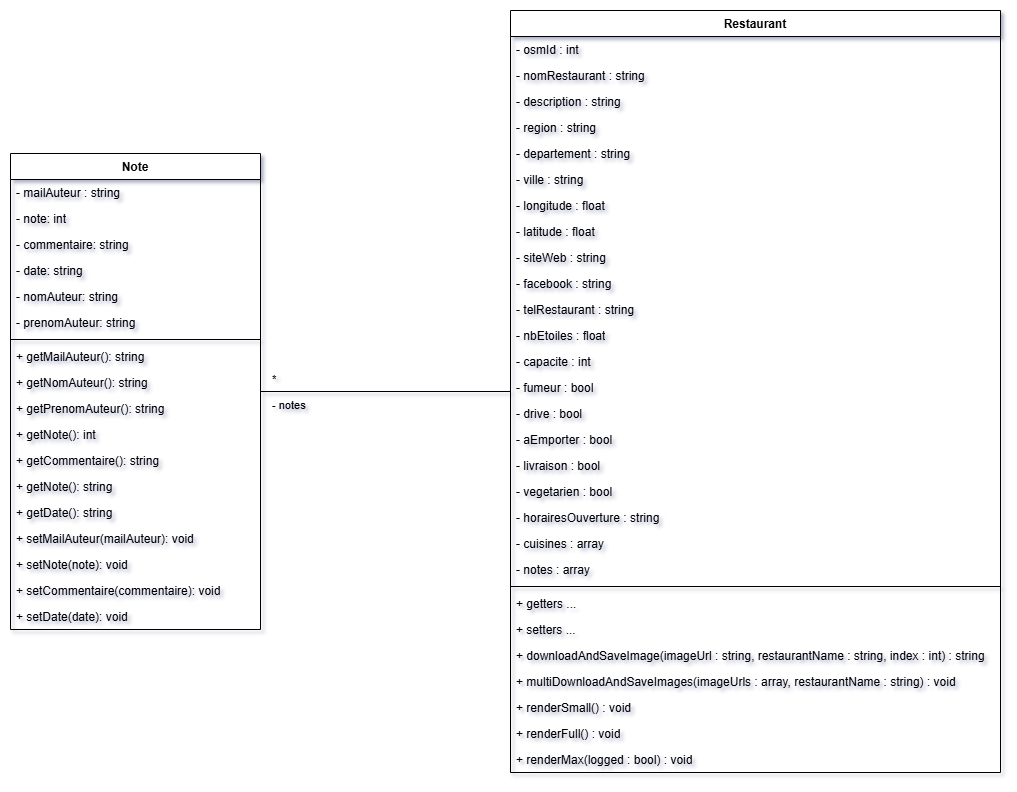 Note
- mailAuteur : string
- note: int
- commentaire: string
- date: string
- nomAuteur: string
- prenomAuteur: string
+ getMailAuteur(): string
+ getNomAuteur(): string
+ getPrenomAuteur(): string
+ getNote(): int
+ getCommentaire(): string
+ getNote(): string
+ getDate(): string
+ setMailAuteur(mailAuteur): void
+ setNote(note): void
+ setCommentaire(commentaire): void
+ setDate(date): void
*
- notes
Restaurant
- osmId : int
- nomRestaurant : string
- description : string
- region : string
- departement : string
- ville : string
- longitude : float
- latitude : float
- siteWeb : string
- facebook : string
- telRestaurant : string
- nbEtoiles : float
- capacite : int
- fumeur : bool
- drive : bool
- aEmporter : bool
- livraison : bool
- vegetarien : bool
- horairesOuverture : string
- cuisines : array
- notes : array
+ getters ...
+ setters ...
+ downloadAndSaveImage(imageUrl : string, restaurantName : string, index : int) : string
+ multiDownloadAndSaveImages(imageUrls : array, restaurantName : string) : void
+ renderSmall() : void
+ renderFull() : void
+ renderMax(logged : bool) : void